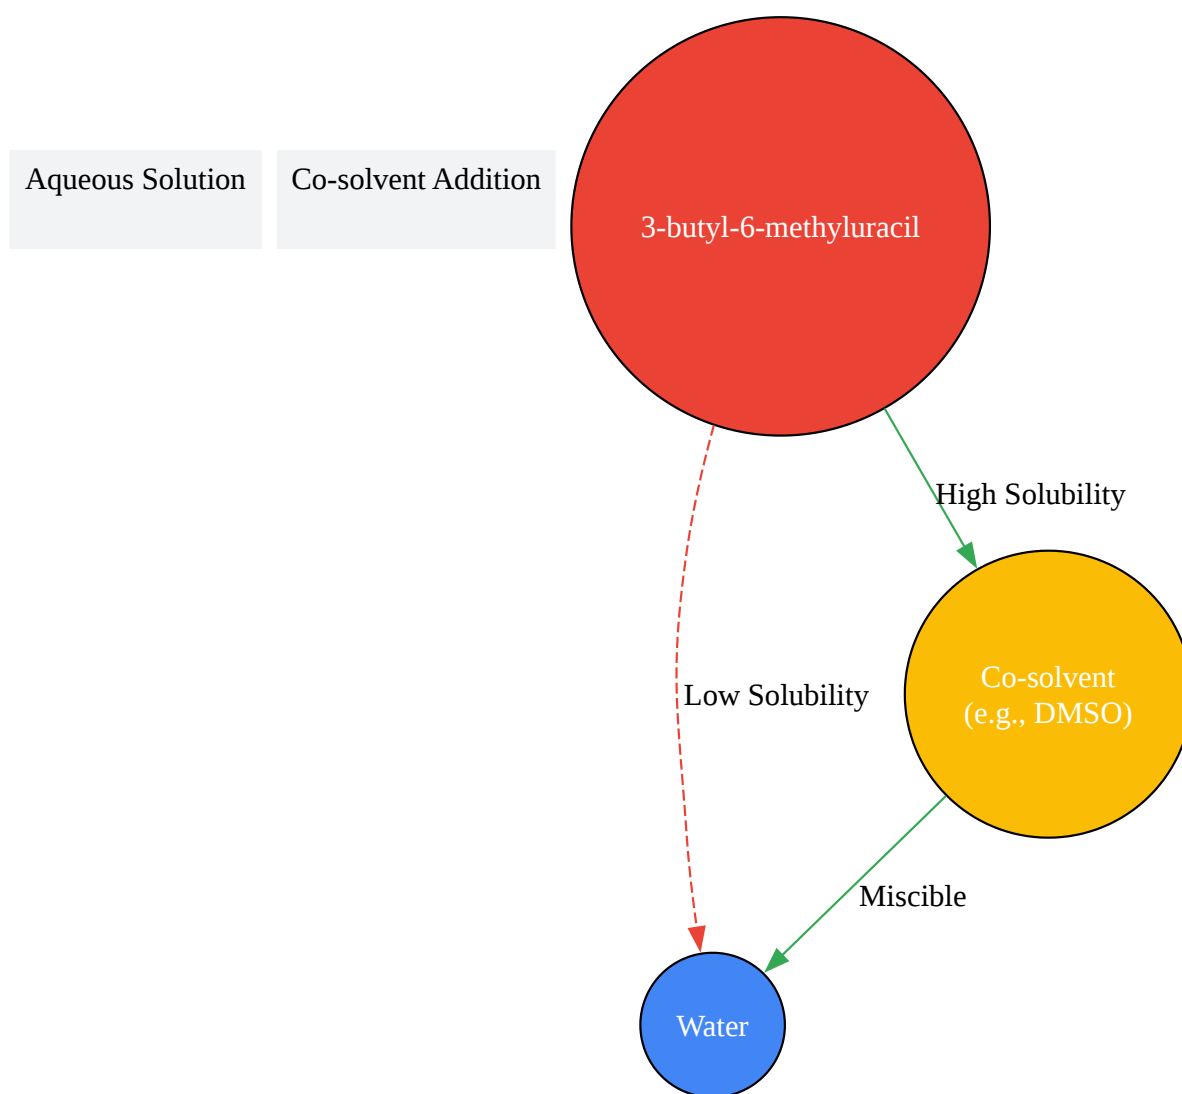 Aqueous Solution
Co-solvent Addition
3-butyl-6-methyluracil
High Solubility
Co-solvent
(e.g., DMSO)
Low Solubility
Miscible
Water